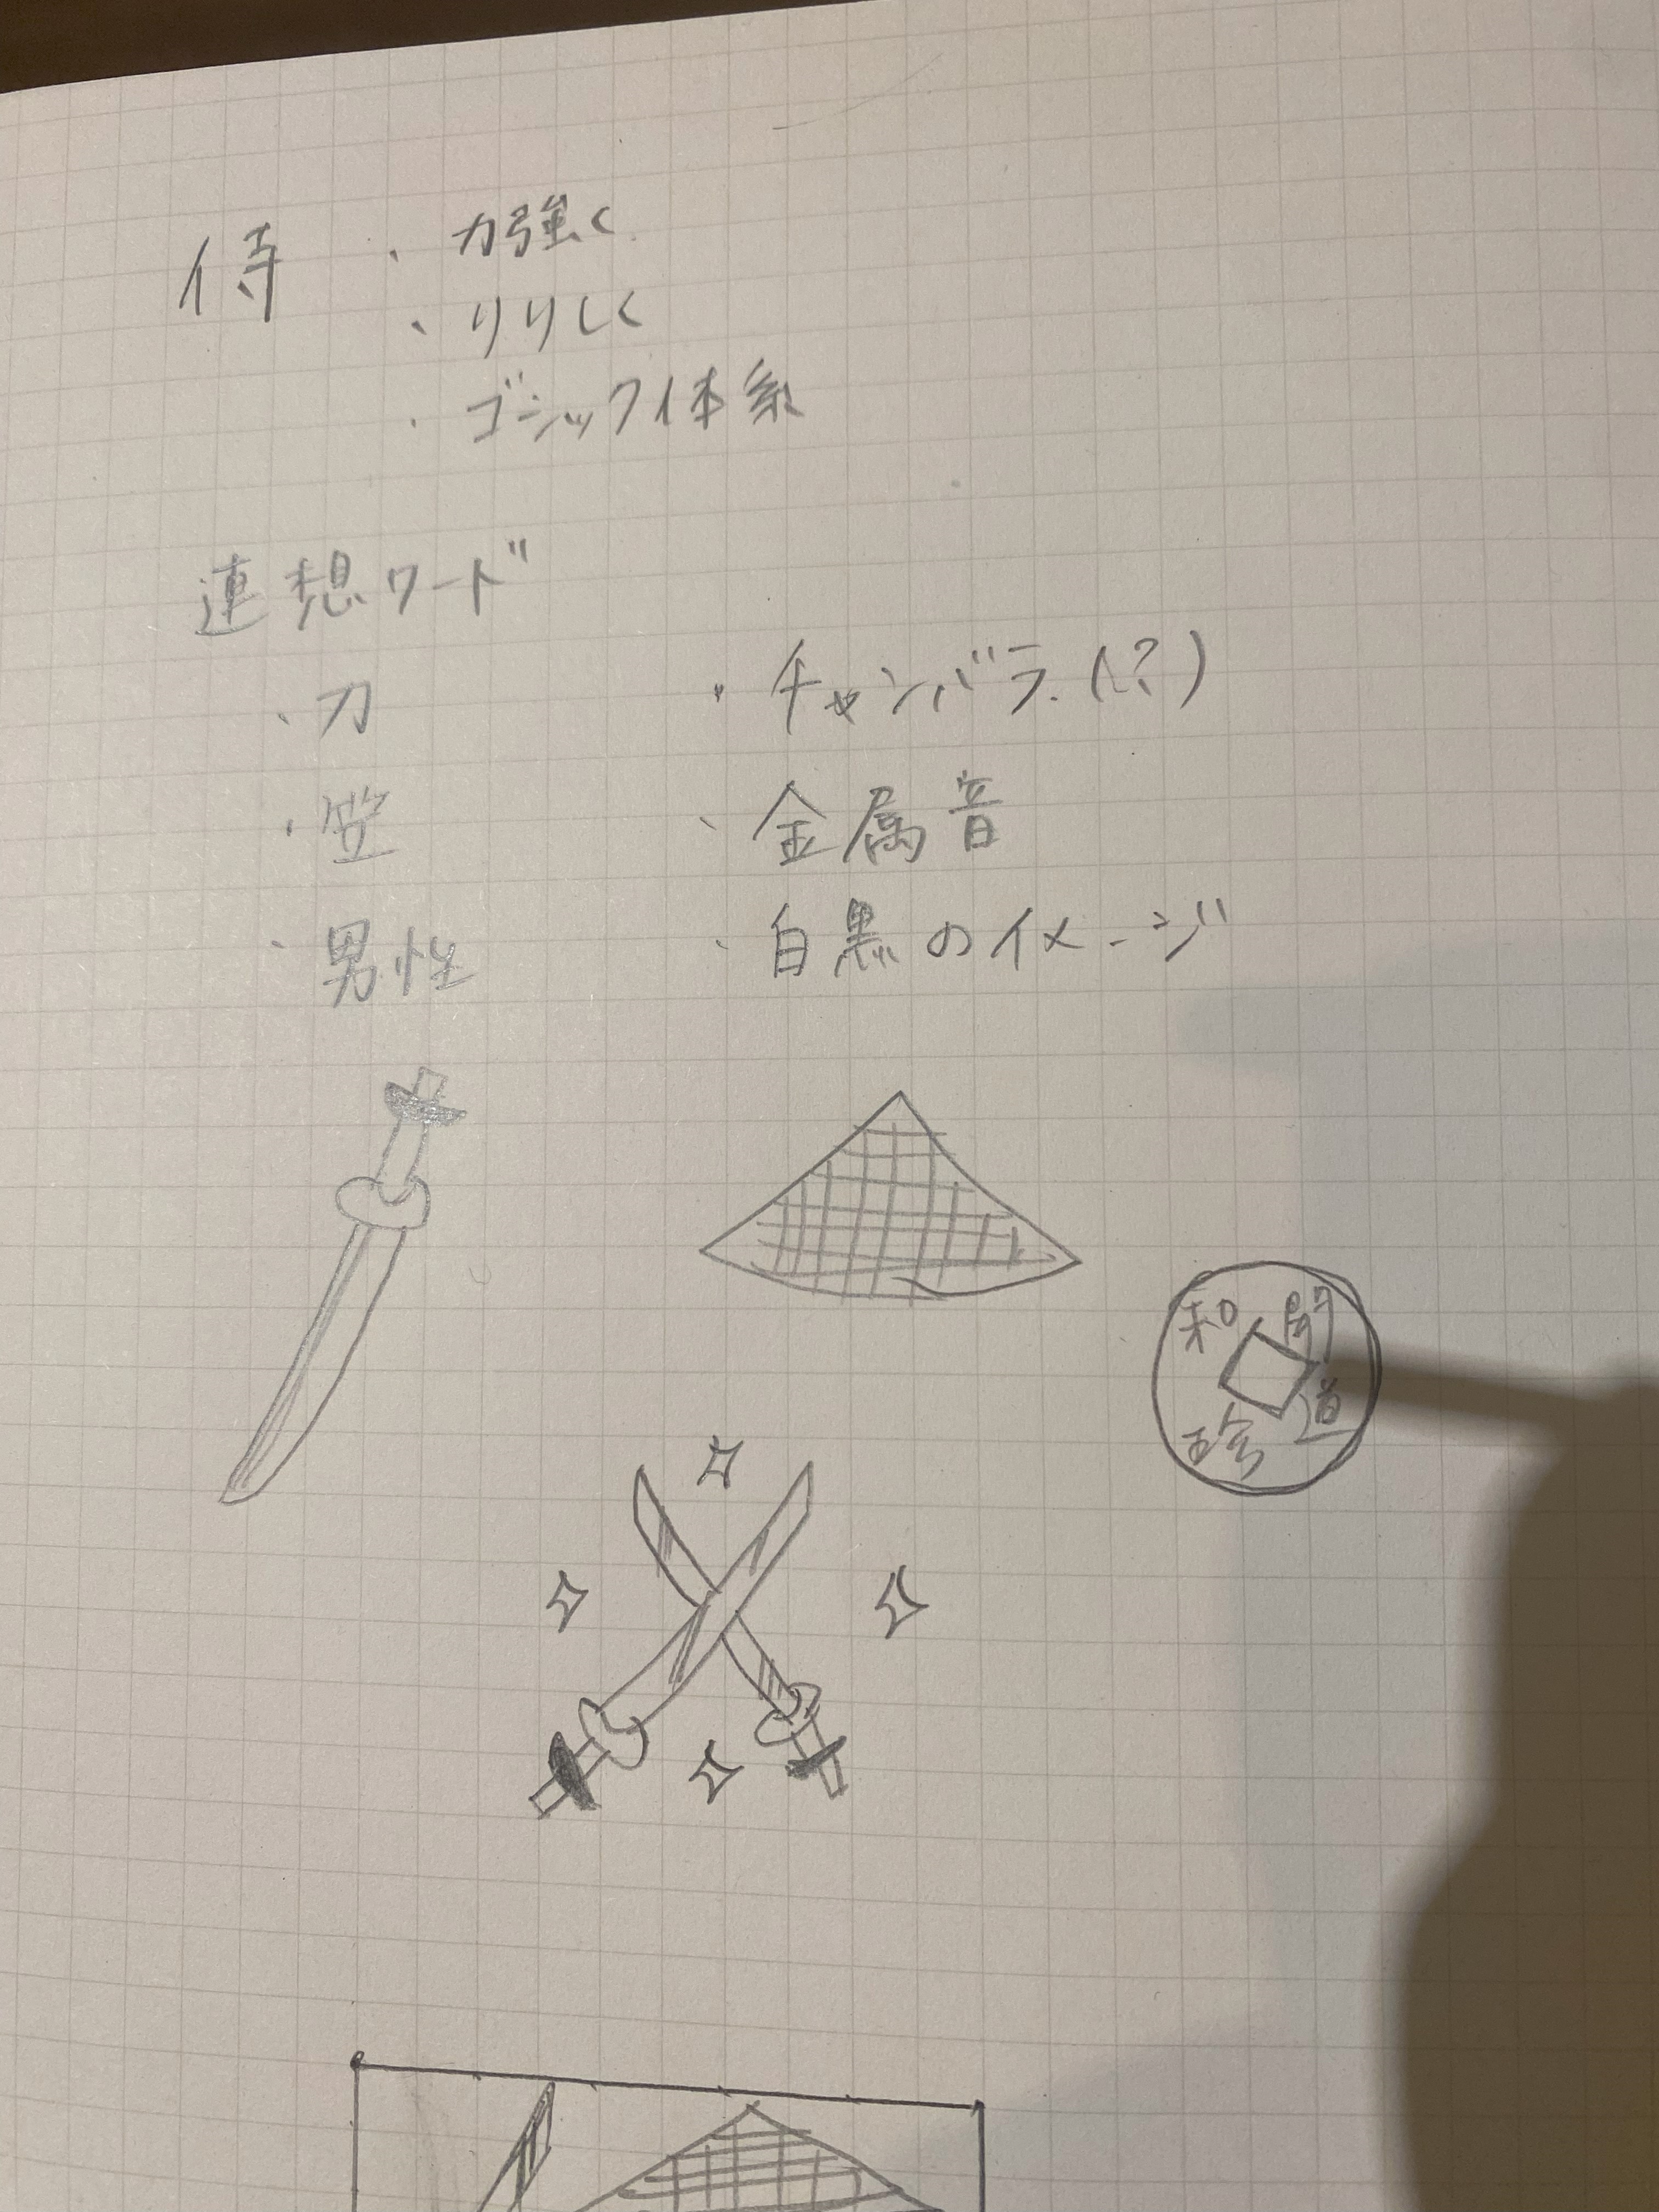 侍
・力強く
・りりしく
・ゴシック体系
連想ワード
・刀
・笠
・男性
・チャンバラ(!?)
・金属音
・白黒のイメージ
和開
珍道